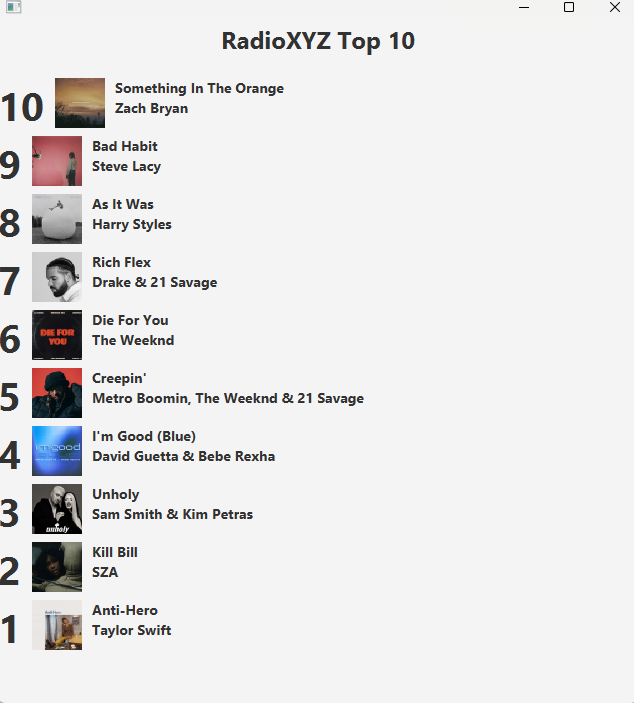 RadioXYZ Top 10
10
Something In The Orange
Zach Bryan
9
Bad Habit
Steve Lacy
8
As It Was
Harry Styles
7
Rich Flex
Drake & 21 Savage
6
DIE FOR
YOU
Die For You
The Weeknd
5
Creepin'
Metro Boomin, The Weeknd & 21 Savage
4
I'm Good (Blue)
David Guetta & Bebe Rexha
3
unholy
Unholy
Sam Smith & Kim Petras
2
Kill Bill
SZA
1
Anti-Hero
Taylor Swift